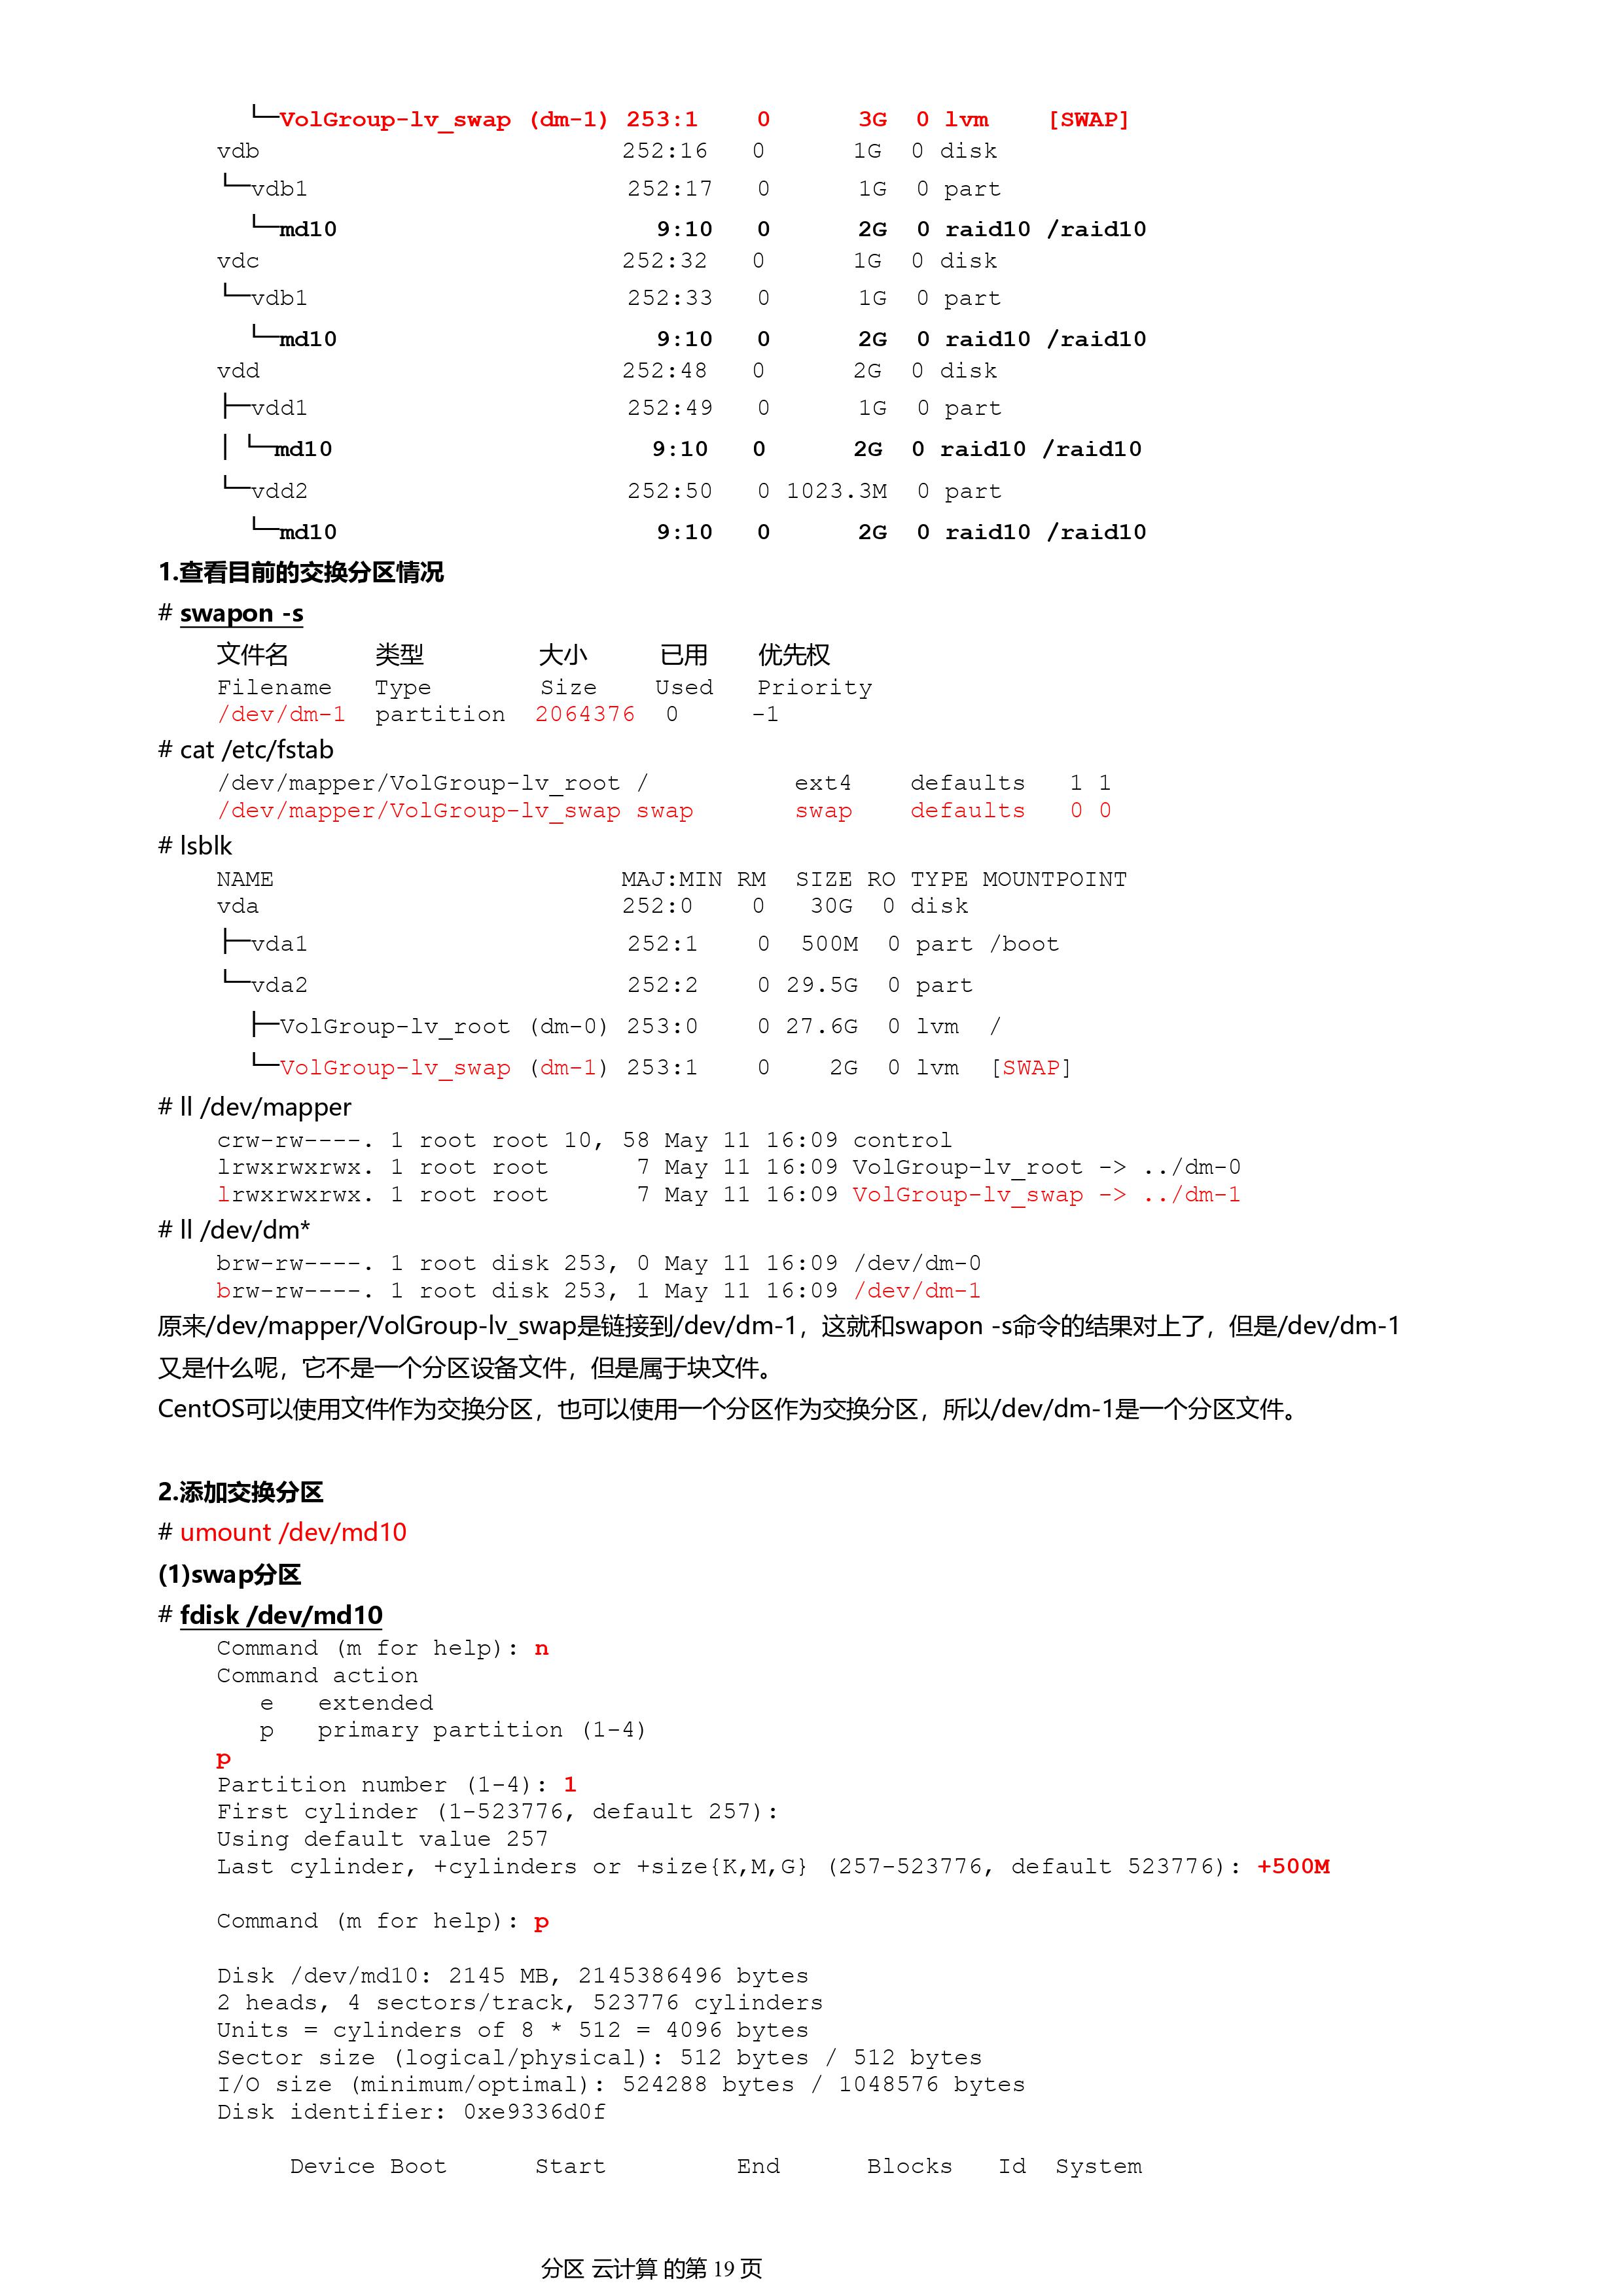 └─VolGroup-lv_swap (dm-1) 253:1    0      3G  0 lvm    [SWAP]
vdb                         252:16   0      1G  0 disk
└─vdb1                      252:17   0      1G  0 part
  └─md10                      9:10   0      2G  0 raid10 /raid10
vdc                         252:32   0      1G  0 disk
└─vdb1                      252:33   0      1G  0 part
  └─md10                      9:10   0      2G  0 raid10 /raid10
vdd                         252:48   0      2G  0 disk
├─vdd1                      252:49   0      1G  0 part
│ └─md10                      9:10   0      2G  0 raid10 /raid10
└─vdd2                      252:50   0 1023.3M  0 part
  └─md10                      9:10   0      2G  0 raid10 /raid10
1.查看目前的交换分区情况
# swapon -s
文件名 类型 大小 已用 优先权
Filename   Type        Size    Used   Priority
/dev/dm-1  partition  2064376  0     -1
# cat /etc/fstab
/dev/mapper/VolGroup-lv_root /          ext4    defaults   1 1
/dev/mapper/VolGroup-lv_swap swap       swap    defaults   0 0
# lsblk
NAME                        MAJ:MIN RM  SIZE RO TYPE MOUNTPOINT
vda                         252:0    0   30G  0 disk
├─vda1                      252:1    0  500M  0 part /boot
└─vda2                      252:2    0 29.5G  0 part
  ├─VolGroup-lv_root (dm-0) 253:0    0 27.6G  0 lvm  /
  └─VolGroup-lv_swap (dm-1) 253:1    0    2G  0 lvm  [SWAP]
# ll /dev/mapper
crw-rw----. 1 root root 10, 58 May 11 16:09 control
lrwxrwxrwx. 1 root root      7 May 11 16:09 VolGroup-lv_root -> ../dm-0
lrwxrwxrwx. 1 root root      7 May 11 16:09 VolGroup-lv_swap -> ../dm-1
# ll /dev/dm*
brw-rw----. 1 root disk 253, 0 May 11 16:09 /dev/dm-0
brw-rw----. 1 root disk 253, 1 May 11 16:09 /dev/dm-1
原来/dev/mapper/VolGroup-lv_swap是链接到/dev/dm-1，这就和swapon -s命令的结果对上了，但是/dev/dm-1
又是什么呢，它不是一个分区设备文件，但是属于块文件。
CentOS可以使用文件作为交换分区，也可以使用一个分区作为交换分区，所以/dev/dm-1是一个分区文件。
2.添加交换分区
# umount /dev/md10
(1)swap分区
# fdisk /dev/md10
Command (m for help): n
Command action
   e   extended
   p   primary partition (1-4)
p
Partition number (1-4): 1
First cylinder (1-523776, default 257):
Using default value 257
Last cylinder, +cylinders or +size{K,M,G} (257-523776, default 523776): +500M
Command (m for help): p
Disk /dev/md10: 2145 MB, 2145386496 bytes
2 heads, 4 sectors/track, 523776 cylinders
Units = cylinders of 8 * 512 = 4096 bytes
Sector size (logical/physical): 512 bytes / 512 bytes
I/O size (minimum/optimal): 524288 bytes / 1048576 bytes
Disk identifier: 0xe9336d0f
     Device Boot      Start         End      Blocks   Id  System
分区 云计算 的第 19 页